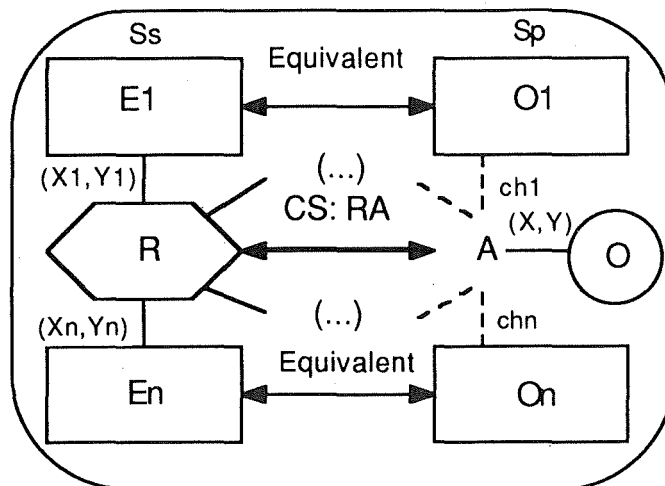 Ss
Sp
Equivalent
E1
O1
(X1,Y1)
(...)
ch1
CS: RA
(X,Y)
R
A
O
(Xn,Yn)
(...)
chn
Equivalent
En
On